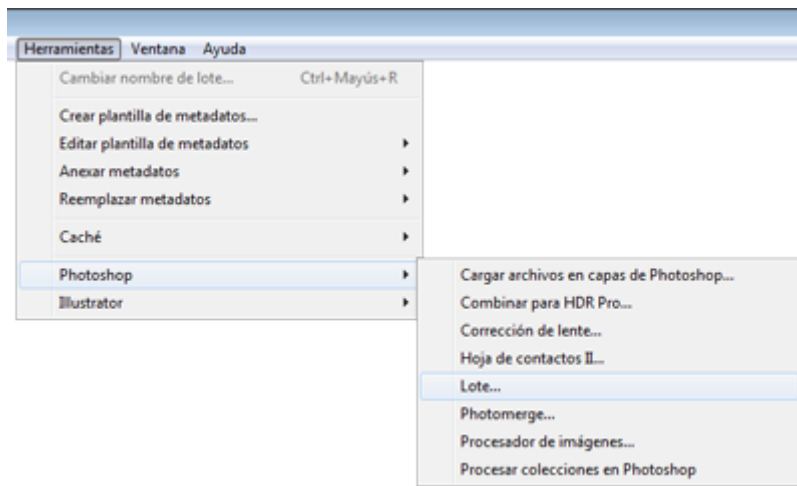 Herramientas Ventana Ayuda
Cambiar nombre de lote... Ctrl+Mayús+R
Crear plantilla de metadatos...
Editar plantilla de metadatos
Anexar metadatos
Reemplazar metadatos
Caché
Photoshop
Illustrator
Cargar archivos en capas de Photoshop...
Combinar para HDR Pro...
Corrección de lente...
Hoja de contactos II...
Lote...
Photomerge...
Procesador de imágenes...
Procesar colecciones en Photoshop